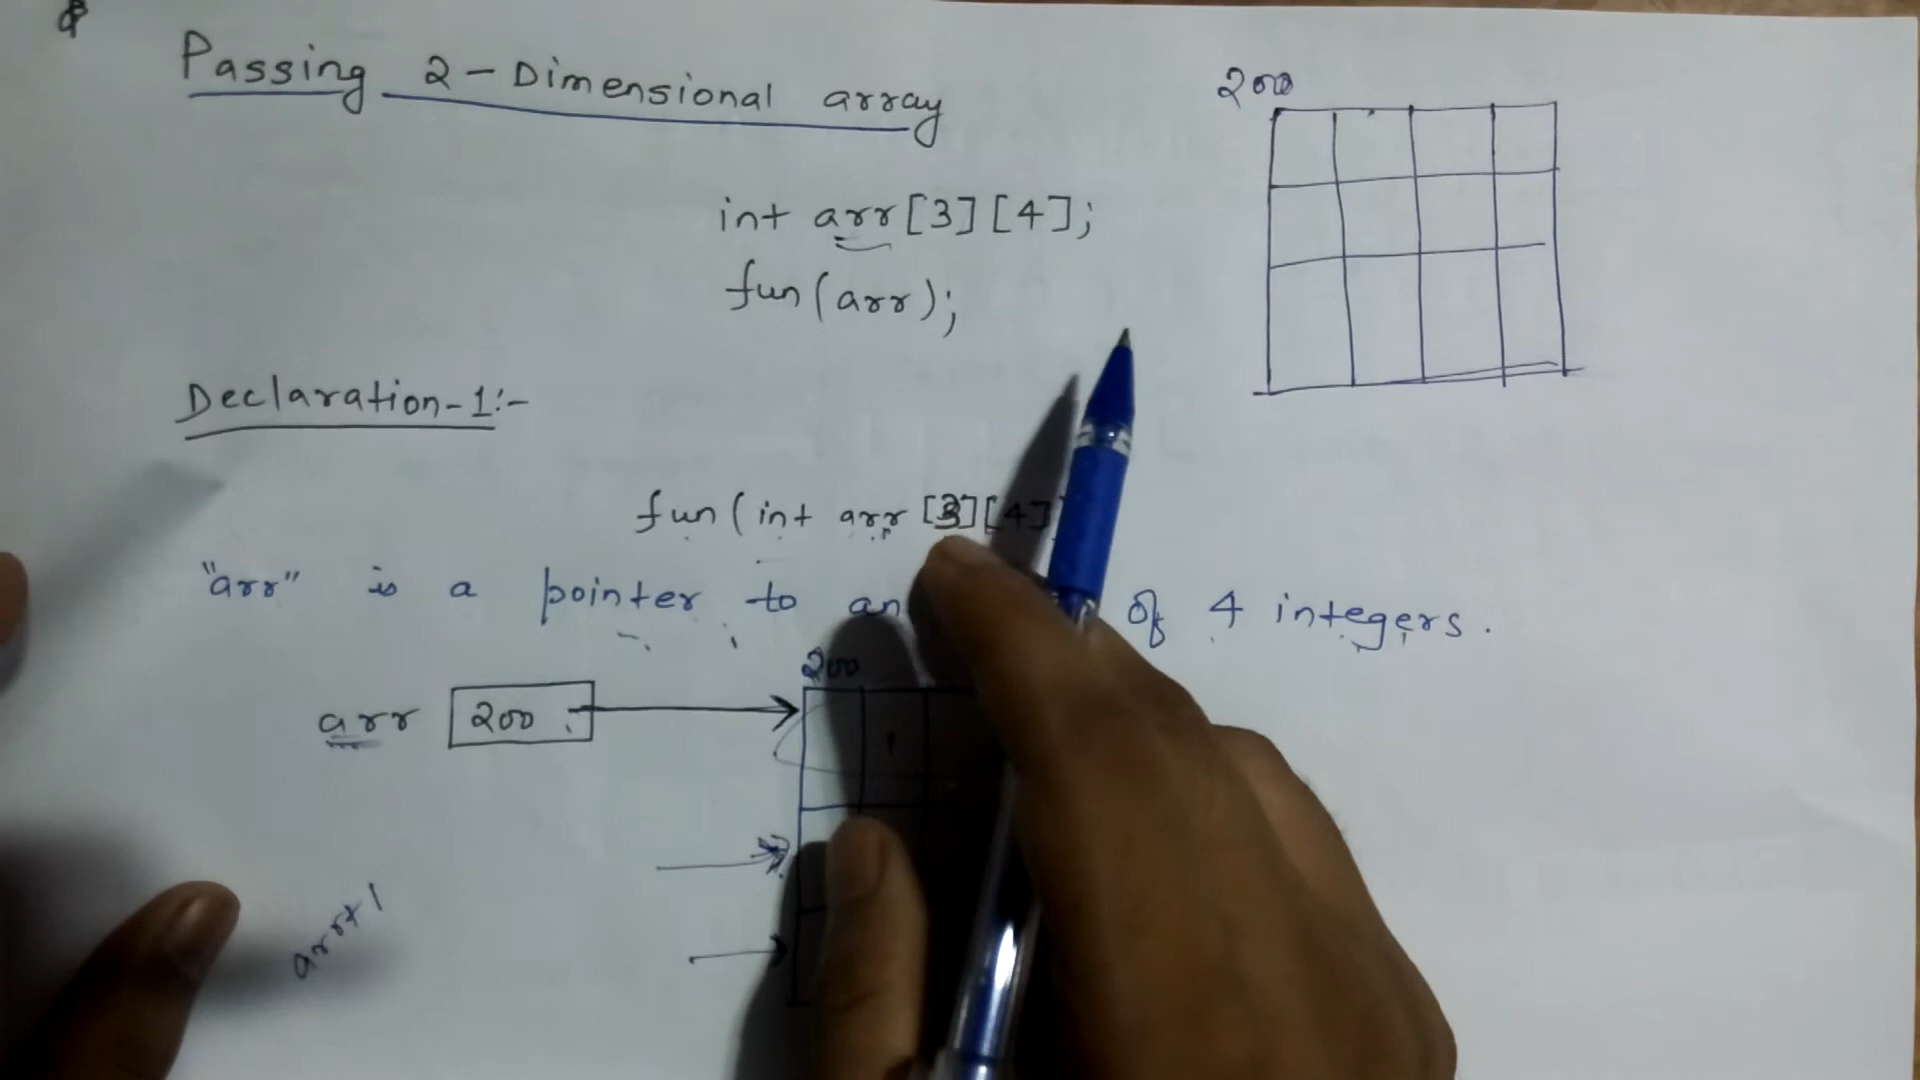 Passing 2-Dimensional array
200
int arr[3][4];
fun(arr);
Declaration-1:-
fun(int arr[3][4]
"arr" is a pointer to an of 4 integers.
200
arr 200
arr+1